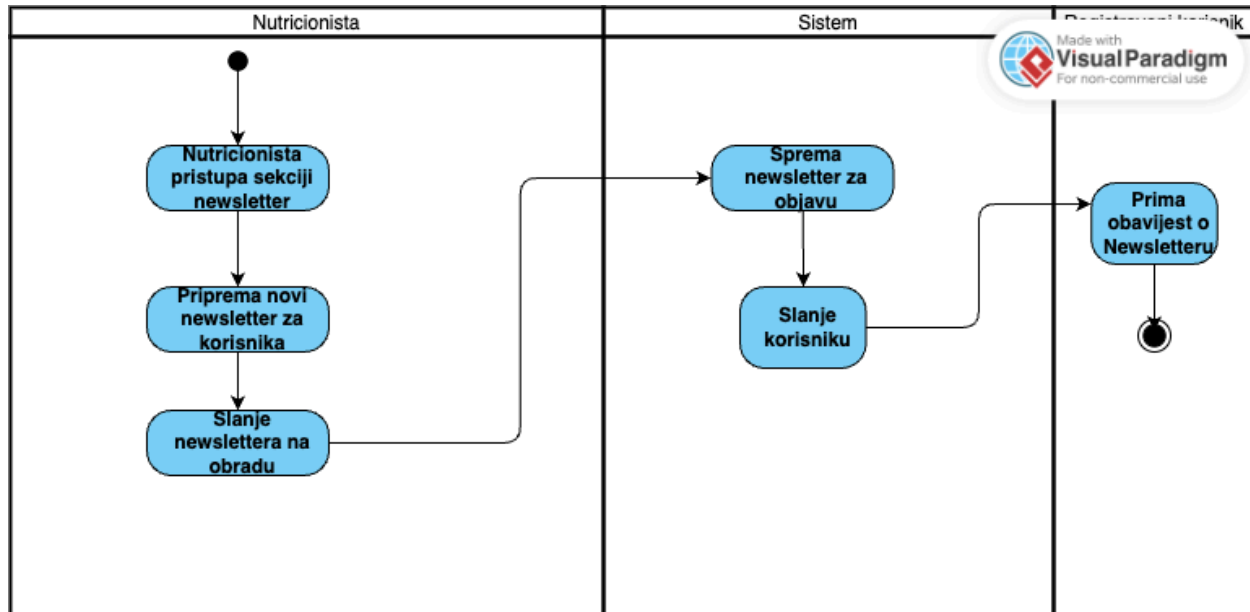 Nutricionista
Sistem
korisnik
Made with
Visual Paradigm
For non-commercial use
Nutricionista
pristupa sekciji
newsletter
Priprema novi
newsletter za
korisnika
Slanje
newslettera na
obradu
Sprema
newsletter za
objavu
Slanje
korisniku
Prima
obavijest o
Newsletteru